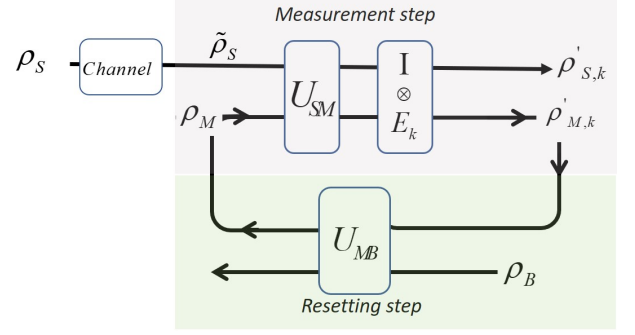 Measurement step
ρ_S
Channel
ρ̃_S
U_SM
I
⊗
E_k
ρ'_S,k
ρ_M
ρ'_M,k
U_MB
ρ_B
Resetting step